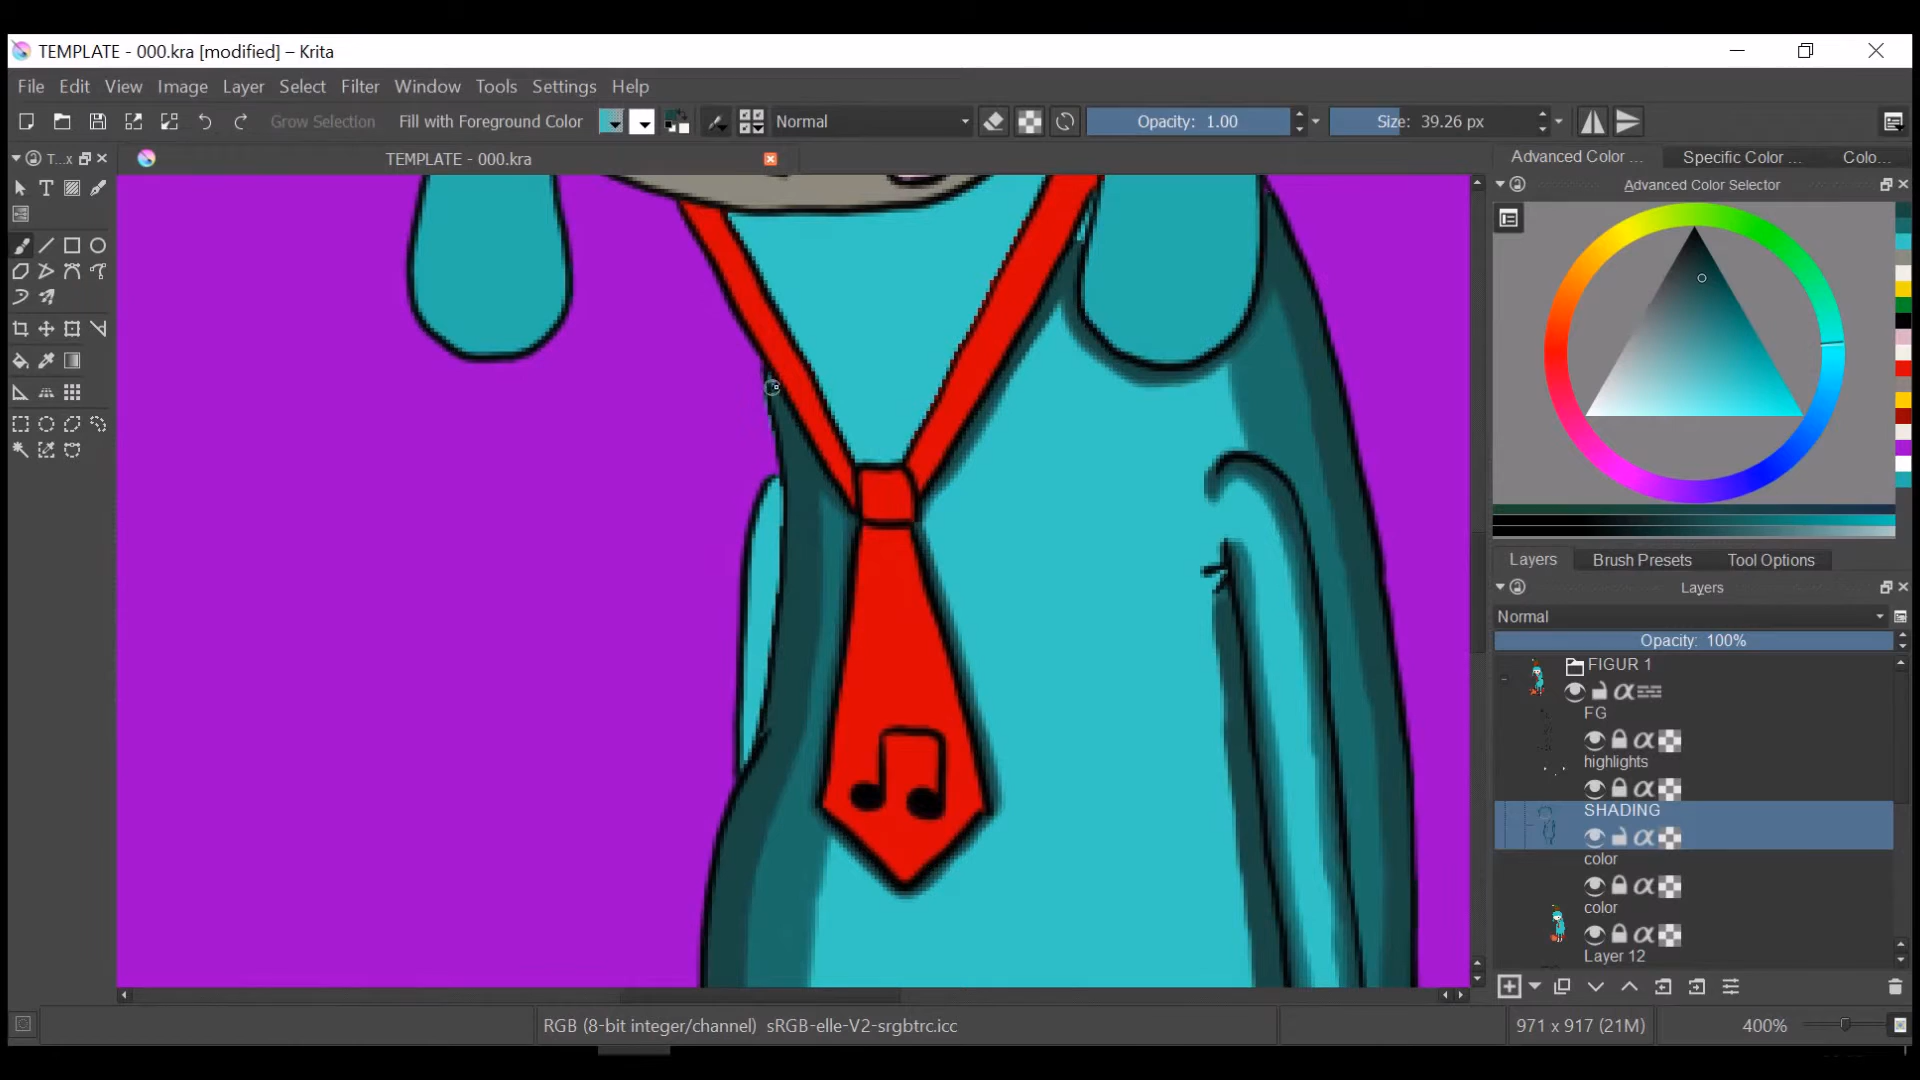 TEMPLATE - 000.kra [modified] – Krita
File Edit View Image Layer Select Filter Window Tools Settings Help
Grow Selection Fill with Foreground Color Normal Opacity: 1.00 Size: 39.26 px
T...x TEMPLATE - 000.kra Advanced Color ... Specific Color ... Colo...
Advanced Color Selector
Layers Brush Presets Tool Options
Layers
Normal
Opacity: 100%
FIGUR 1
FG
highlights
SHADING
color
color
Layer 12
RGB (8-bit integer/channel) sRGB-elle-V2-srgbtrc.icc 971 x 917 (21M) 400%